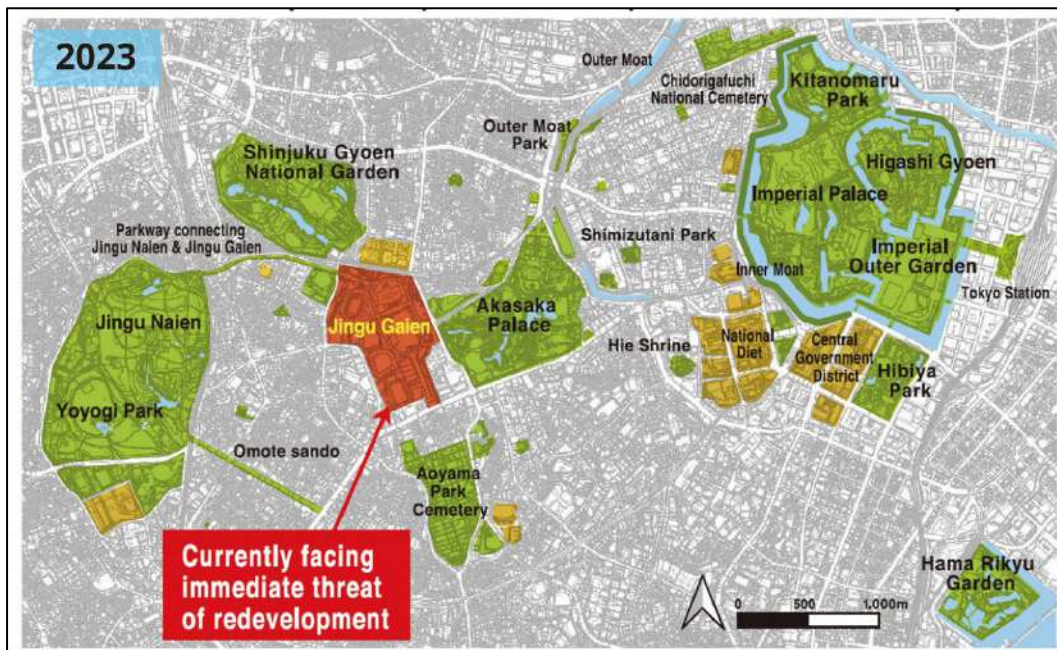 2023
Outer Moat
Chidorigafuchi
National Cemetery
Kitanomaru
Park
Outer Moat
Park
Shinjuku Gyoen
National Garden
Higashi Gyoen
Imperial Palace
Parkway connecting
Jingu Naien & Jingu Gaien
Shimizutani Park
Imperial
Outer Garden
Inner Moat
Tokyo Station
Jingu Naien
Jingu Gaien
Akasaka
Palace
Hie Shrine
National
Diet
Central
Government
District
Hibiya
Park
Yoyogi Park
Omote sando
Aoyama
Park
Cemetery
Currently facing
immediate threat
of redevelopment
Hama Rikyu
Garden
0 500 1,000m